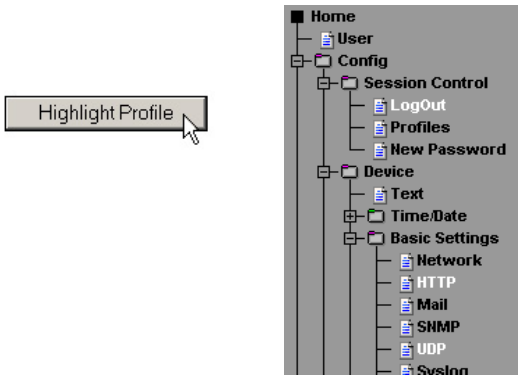 Highlight Profile
Home
User
Config
Session Control
LogOut
Profiles
New Password
Device
Text
Time/Date
Basic Settings
Network
HTTP
Mail
SNMP
UDP
Syslog